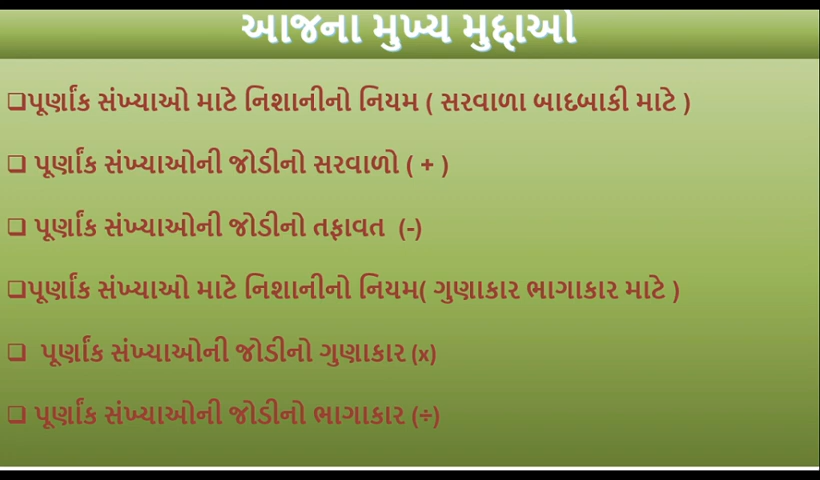 આજના મુખ્ય મુદ્દાઓ
❑પૂર્ણાંક સંખ્યાઓ માટે નિશાનીનો નિયમ ( સરવાળા બાદબાકી માટે )
❑ પૂર્ણાંક સંખ્યાઓની જોડીનો સરવાળો ( + )
❑ પૂર્ણાંક સંખ્યાઓની જોડીનો તફાવત (-)
❑પૂર્ણાંક સંખ્યાઓ માટે નિશાનીનો નિયમ( ગુણાકાર ભાગાકાર માટે )
❑ પૂર્ણાંક સંખ્યાઓની જોડીનો ગુણાકાર (x)
❑ પૂર્ણાંક સંખ્યાઓની જોડીનો ભાગાકાર (÷)